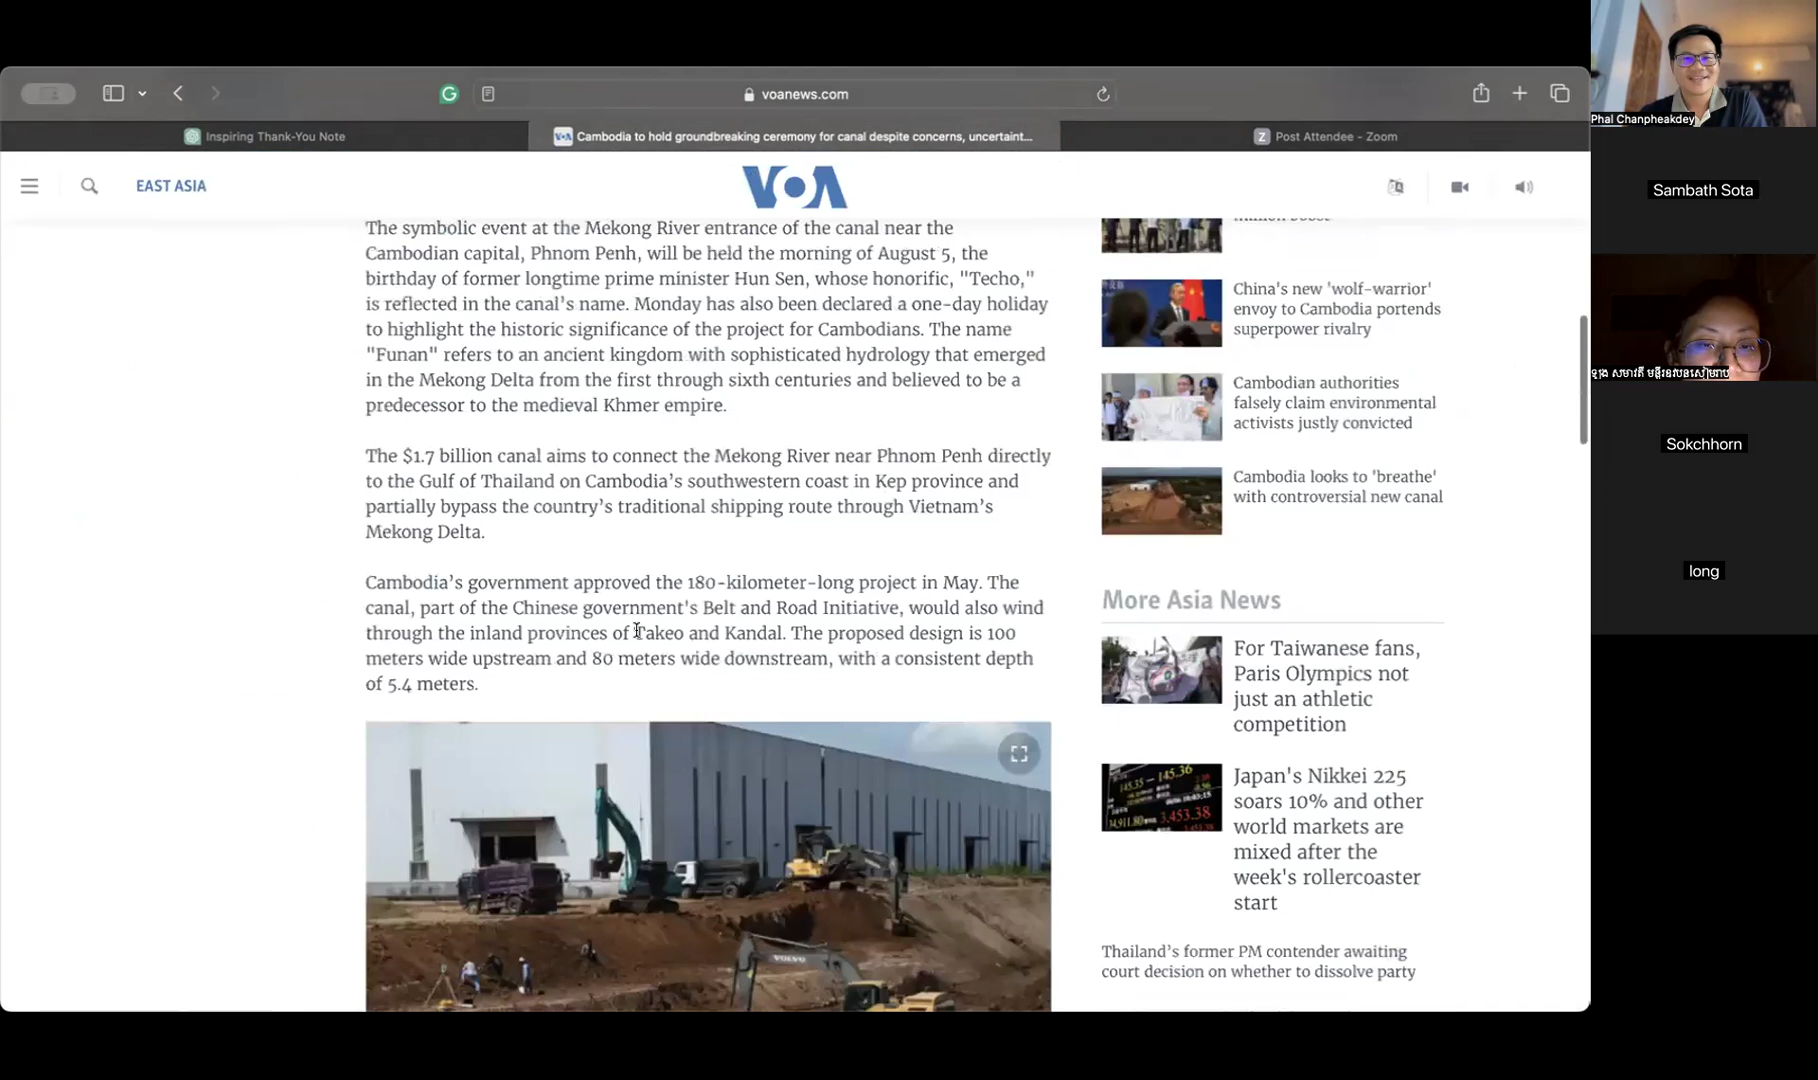 voanews.com
Inspiring Thank-You Note
Cambodia to hold groundbreaking ceremony for canal despite concerns, uncertaint...
Post Attendee - Zoom
EAST ASIA
VOA
The symbolic event at the Mekong River entrance of the canal near the
Cambodian capital, Phnom Penh, will be held the morning of August 5, the
birthday of former longtime prime minister Hun Sen, whose honorific, "Techo,"
is reflected in the canal’s name. Monday has also been declared a one-day holiday
to highlight the historic significance of the project for Cambodians. The name
"Funan" refers to an ancient kingdom with sophisticated hydrology that emerged
in the Mekong Delta from the first through sixth centuries and believed to be a
predecessor to the medieval Khmer empire.
The $1.7 billion canal aims to connect the Mekong River near Phnom Penh directly
to the Gulf of Thailand on Cambodia’s southwestern coast in Kep province and
partially bypass the country’s traditional shipping route through Vietnam’s
Mekong Delta.
Cambodia’s government approved the 180-kilometer-long project in May. The
canal, part of the Chinese government's Belt and Road Initiative, would also wind
through the inland provinces of Takeo and Kandal. The proposed design is 100
meters wide upstream and 80 meters wide downstream, with a consistent depth
of 5.4 meters.
VOLVO
China's new 'wolf-warrior'
envoy to Cambodia portends
superpower rivalry
Cambodian authorities
falsely claim environmental
activists justly convicted
Cambodia looks to 'breathe'
with controversial new canal
More Asia News
For Taiwanese fans,
Paris Olympics not
just an athletic
competition
145.35 – 145.36
3,453.38
Japan's Nikkei 225
soars 10% and other
world markets are
mixed after the
week's rollercoaster
start
Thailand’s former PM contender awaiting
court decision on whether to dissolve party
Phal Chanpheakdey
Sambath Sota
Sokchhorn
long